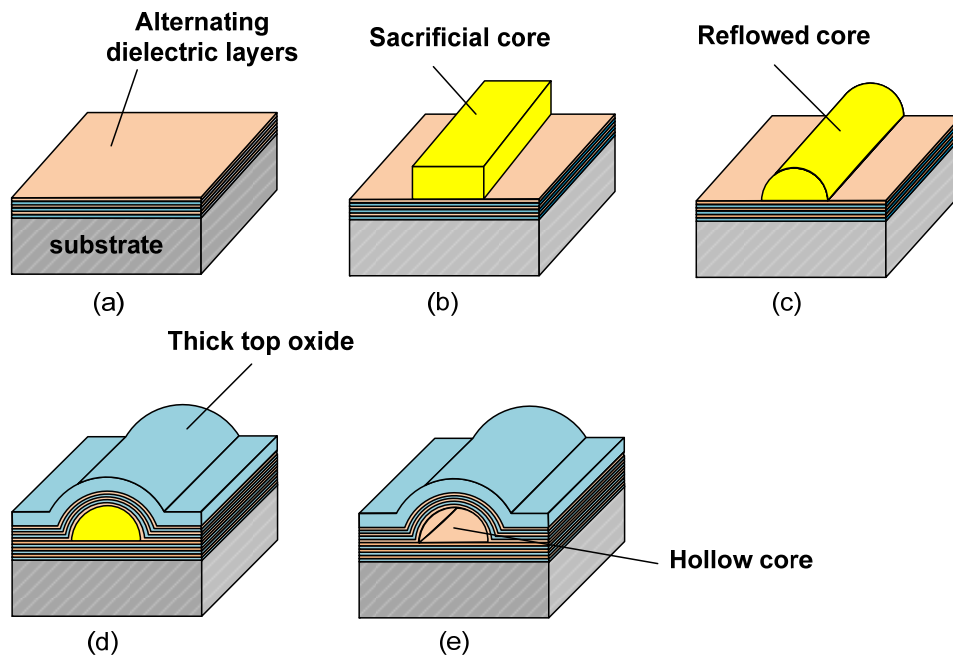 Alternating
dielectric layers
Sacrificial core
Reflowed core
substrate
(a)
(b)
(c)
Thick top oxide
Hollow core
(d)
(e)